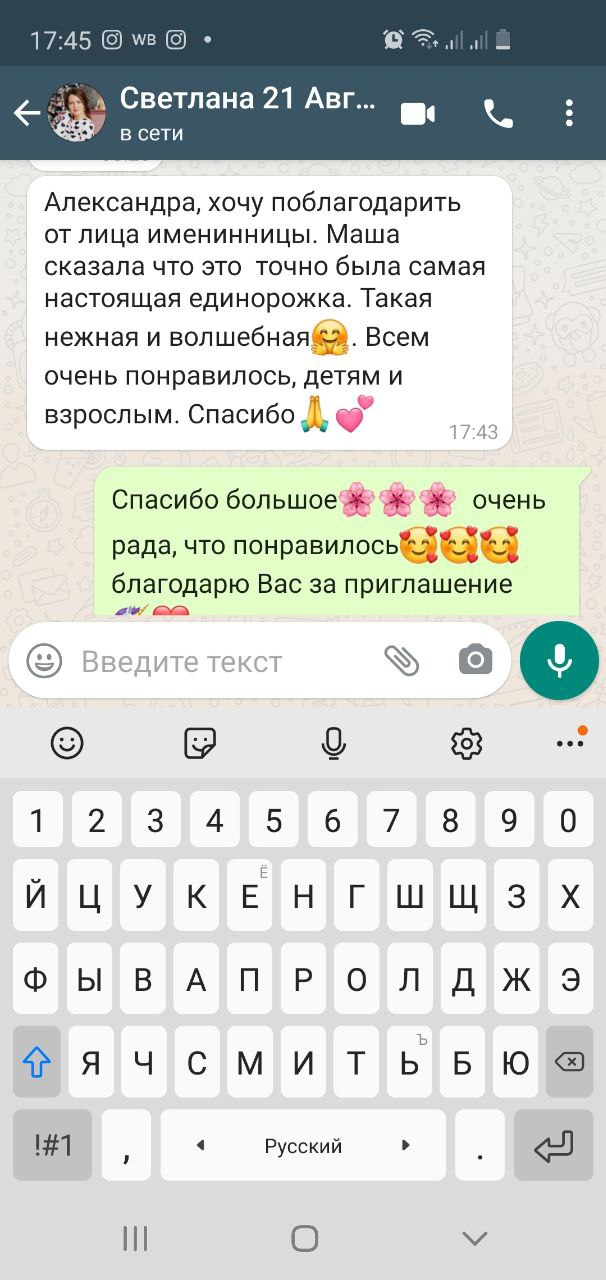 17:45 WB
Светлана 21 Авг...
в сети
Александра, хочу поблагодарить
от лица именинницы. Маша
сказала что это точно была самая
настоящая единорожка. Такая
нежная и волшебная🤗. Всем
очень понравилось, детям и
взрослым. Спасибо🙏💕
17:43
Спасибо большое🌸🌸🌸 очень
рада, что понравилось🥰🥰🥰
благодарю Вас за приглашение
Введите текст
1 2 3 4 5 6 7 8 9 0
Й Ц У К Е Ё Н Г Ш Щ З Х
Ф Ы В А П Р О Л Д Ж Э
Я Ч С М И Т Ь Ъ Б Ю
!#1 , Русский .